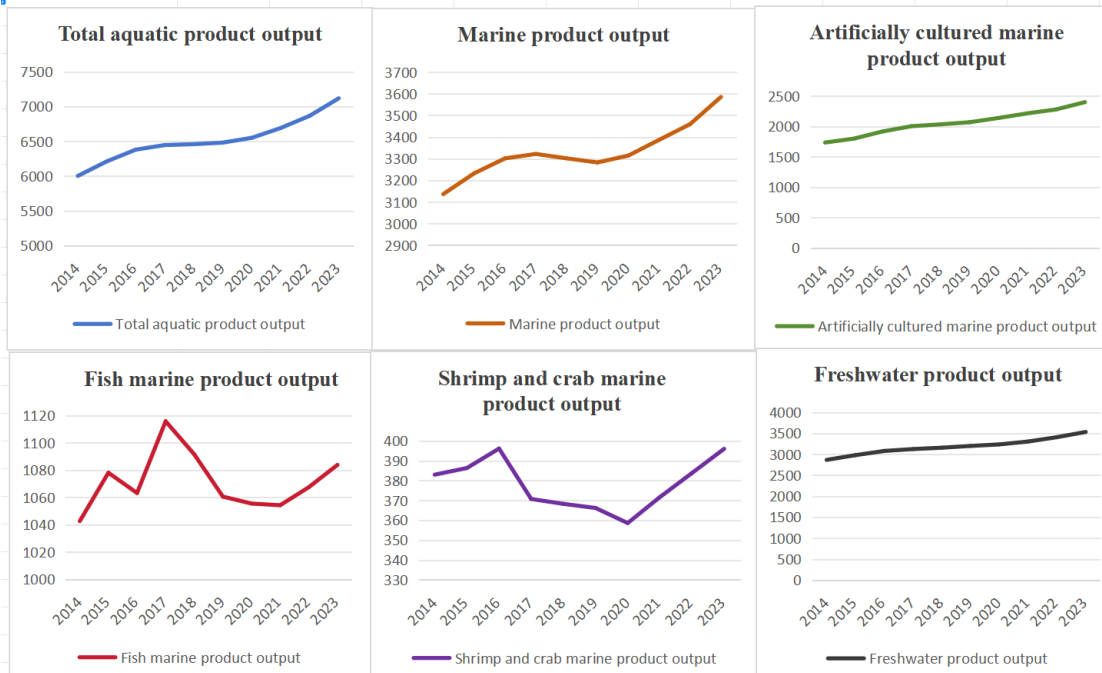 Total aquatic product output
7500
7000
6500
6000
5500
5000
2014 2015 2016 2017 2018 2019 2020 2021 2022 2023
Total aquatic product output
Marine product output
3700
3600
3500
3400
3300
3200
3100
3000
2900
2014 2015 2016 2017 2018 2019 2020 2021 2022 2023
Marine product output
Artificially cultured marine
product output
2500
2000
1500
1000
500
0
2014 2015 2016 2017 2018 2019 2020 2021 2022 2023
Artificially cultured marine product output
Fish marine product output
1120
1100
1080
1060
1040
1020
1000
2014 2015 2016 2017 2018 2019 2020 2021 2022 2023
Fish marine product output
Shrimp and crab marine
product output
400
390
380
370
360
350
340
330
2014 2015 2016 2017 2018 2019 2020 2021 2022 2023
Shrimp and crab marine product output
Freshwater product output
4000
3500
3000
2500
2000
1500
1000
500
0
2014 2015 2016 2017 2018 2019 2020 2021 2022 2023
Freshwater product output